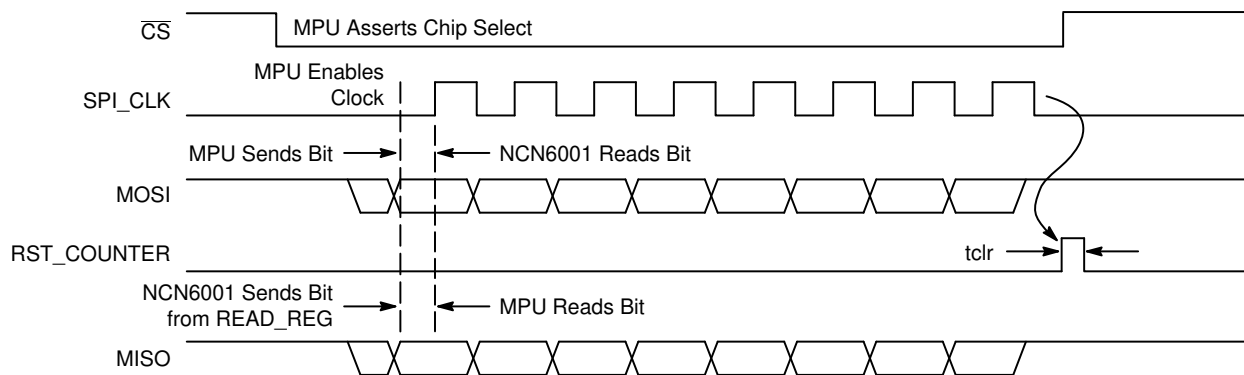 CS
MPU Asserts Chip Select
MPU Enables
Clock
SPI_CLK
MPU Sends Bit
NCN6001 Reads Bit
MOSI
RST_COUNTER
tclr
NCN6001 Sends Bit
from READ_REG
MPU Reads Bit
MISO